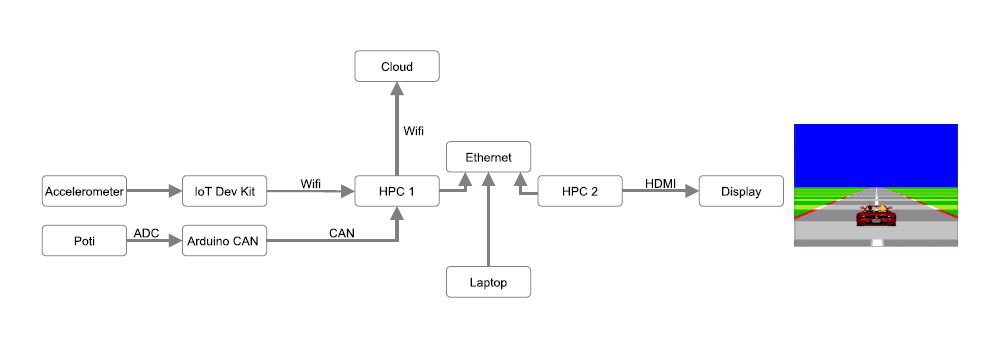 Cloud
Wifi
Ethernet
Accelerometer
IoT Dev Kit
Wifi
HPC 1
HPC 2
HDMI
Display
Poti
ADC
Arduino CAN
CAN
Laptop